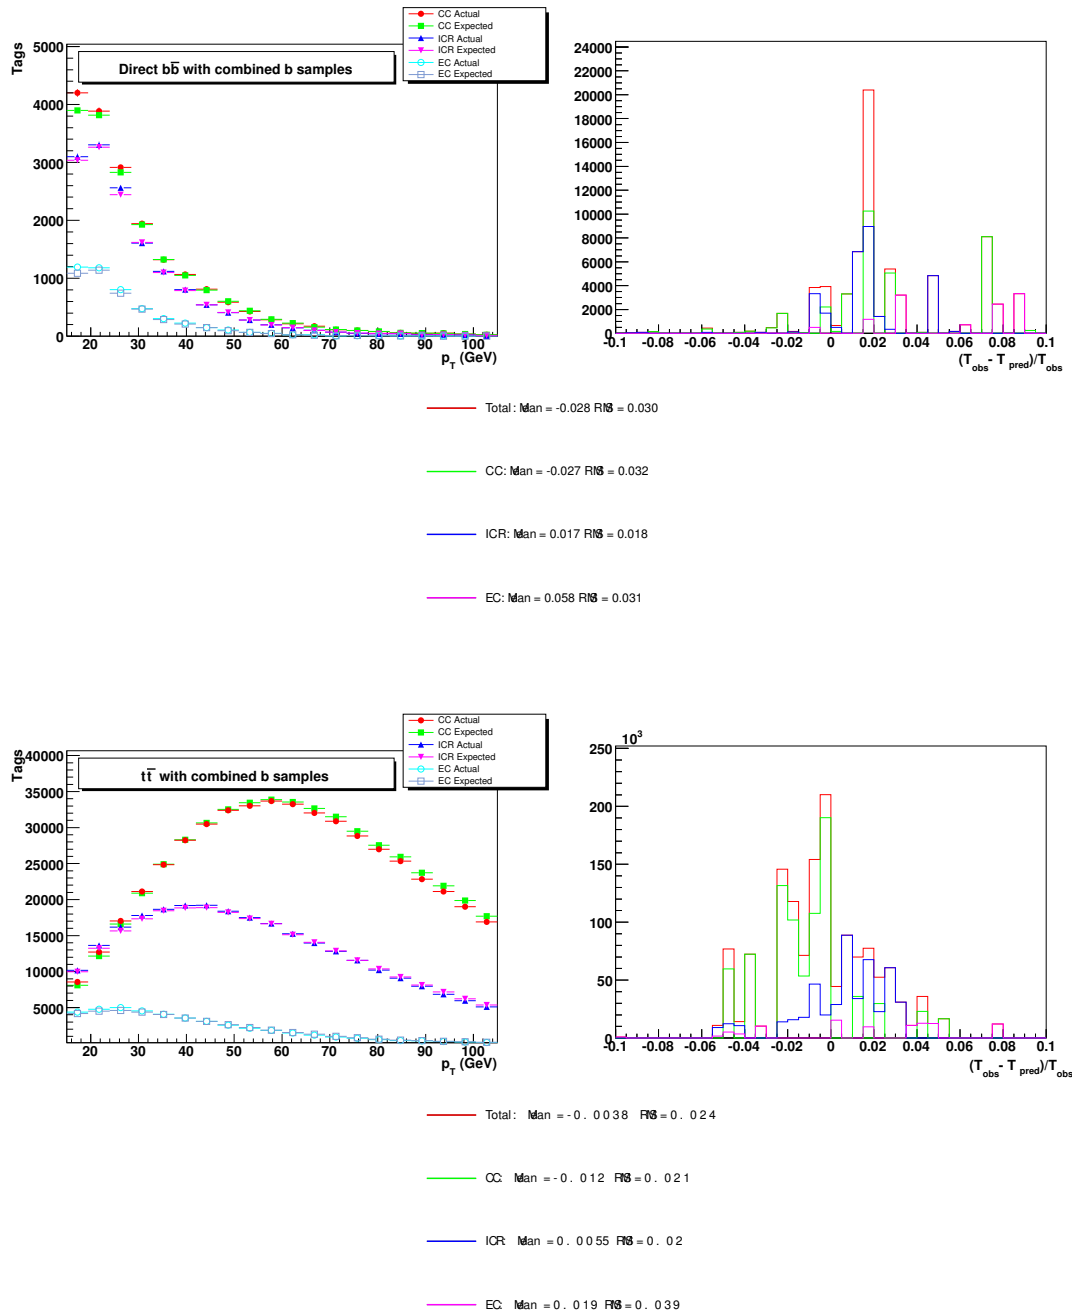 CC Actual
CC Expected
ICR Actual
ICR Expected
EC Actual
EC Expected
Direct bb̅ with combined b samples
Tags
5000
4000
3000
2000
1000
0
20 30 40 50 60 70 80 90 100
p_T (GeV)
24000
22000
20000
18000
16000
14000
12000
10000
8000
6000
4000
2000
0
-0.1 -0.08 -0.06 -0.04 -0.02 0 0.02 0.04 0.06 0.08 0.1
(T_obs - T_pred)/T_obs
Total: Mean = -0.028 RMS = 0.030
CC: Mean = -0.027 RMS = 0.032
ICR: Mean = 0.017 RMS = 0.018
EC: Mean = 0.058 RMS = 0.031
CC Actual
CC Expected
ICR Actual
ICR Expected
EC Actual
EC Expected
tt̅ with combined b samples
Tags
40000
35000
30000
25000
20000
15000
10000
5000
20 30 40 50 60 70 80 90 100
p_T (GeV)
10³
250
200
150
100
50
0
-0.1 -0.08 -0.06 -0.04 -0.02 0 0.02 0.04 0.06 0.08 0.1
(T_obs - T_pred)/T_obs
Total: Mean = -0.0038 RMS = 0.024
CC: Mean = -0.012 RMS = 0.021
ICR: Mean = 0.0055 RMS = 0.02
EC: Mean = 0.019 RMS = 0.039